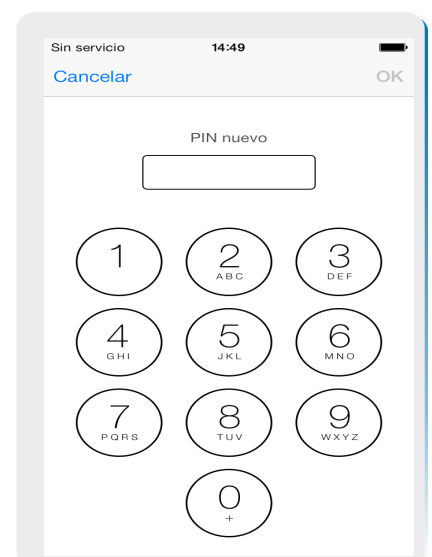 Sin servicio 14:49
Cancelar OK
PIN nuevo
1 2 3
ABC DEF
4 5 6
GHI JKL MNO
7 8 9
PQRS TUV WXYZ
0
+